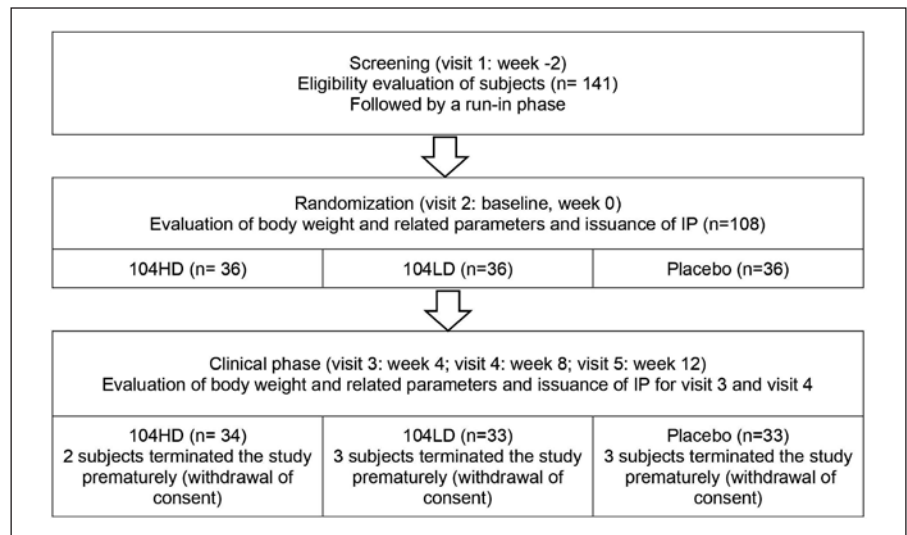 Screening (visit 1: week -2)
Eligibility evaluation of subjects (n= 141)
Followed by a run-in phase
Randomization (visit 2: baseline, week 0)
Evaluation of body weight and related parameters and issuance of IP (n=108)
104HD (n= 36)
104LD (n=36)
Placebo (n=36)
Clinical phase (visit 3: week 4; visit 4: week 8; visit 5: week 12)
Evaluation of body weight and related parameters and issuance of IP for visit 3 and visit 4
104HD (n= 34)
2 subjects terminated the study
prematurely (withdrawal of
consent)
104LD (n=33)
3 subjects terminated the study
prematurely (withdrawal of
consent)
Placebo (n=33)
3 subjects terminated the study
prematurely (withdrawal of
consent)